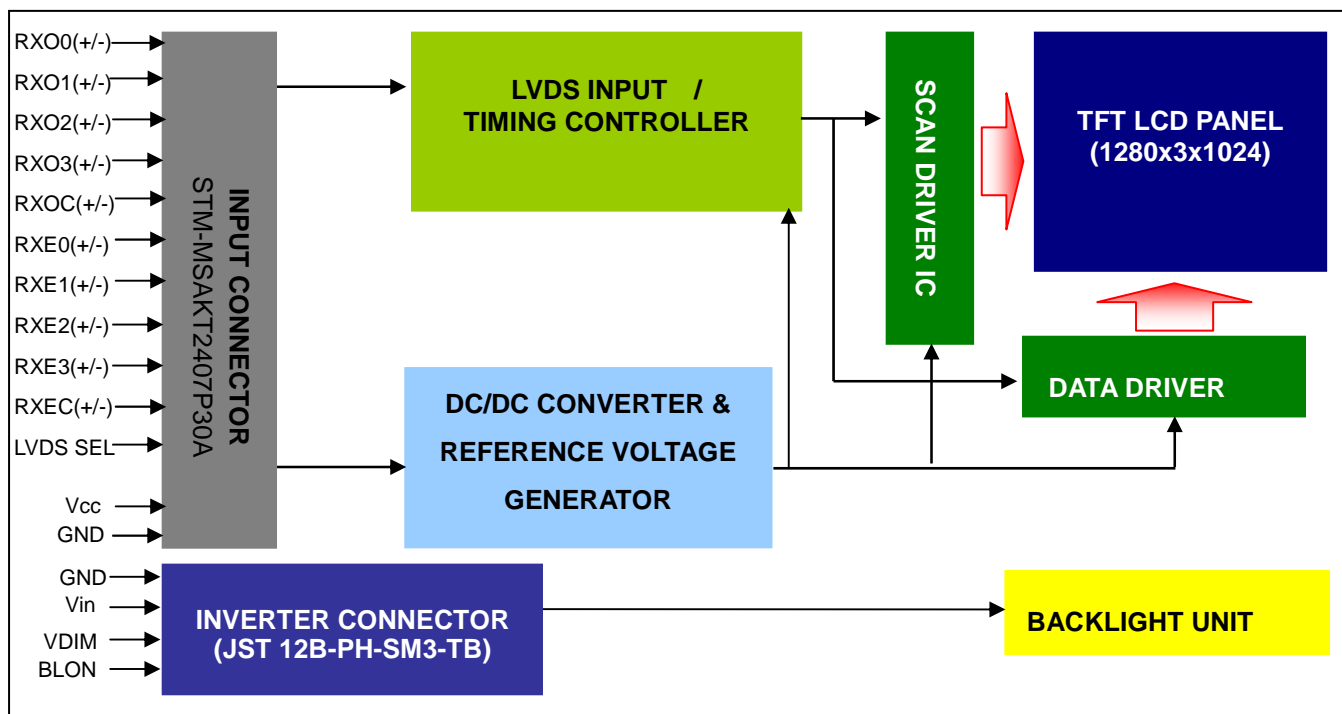 RXO0(+/-)
RXO1(+/-)
RXO2(+/-)
RXO3(+/-)
RXOC(+/-)
RXE0(+/-)
RXE1(+/-)
RXE2(+/-)
RXE3(+/-)
RXEC(+/-)
LVDS SEL
Vcc
GND
GND
Vin
VDIM
BLON
INPUT CONNECTOR
STM-MSAKT2407P30A
LVDS INPUT /
TIMING CONTROLLER
DC/DC CONVERTER &
REFERENCE VOLTAGE
GENERATOR
INVERTER CONNECTOR
(JST 12B-PH-SM3-TB)
SCAN DRIVER IC
TFT LCD PANEL
(1280x3x1024)
DATA DRIVER
BACKLIGHT UNIT